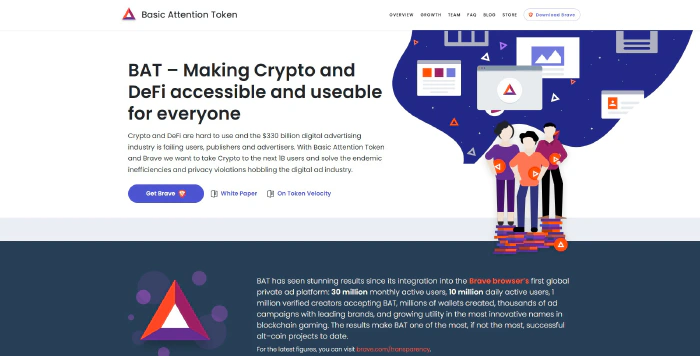 Basic Attention Token
OVERVIEW GROWTH TEAM FAQ BLOG STORE Download Brave
BAT – Making Crypto and
DeFi accessible and useable
for everyone
Crypto and DeFi are hard to use and the $330 billion digital advertising
industry is failing users, publishers and advertisers. With Basic Attention Token
and Brave we want to take Crypto to the next 1B users and solve the endemic
inefficiencies and privacy violations hobbling the digital ad industry.
Get Brave White Paper On Token Velocity
BAT has seen stunning results since its integration into the Brave browser's first global
private ad platform: 30 million monthly active users, 10 million daily active users, 1
million verified creators accepting BAT, millions of wallets created, thousands of ad
campaigns with leading brands, and growing utility in the most innovative names in
blockchain gaming. The results make BAT one of the most, if not the most, successful
alt-coin projects to date.
For the latest figures, you can visit brave.com/transparency.